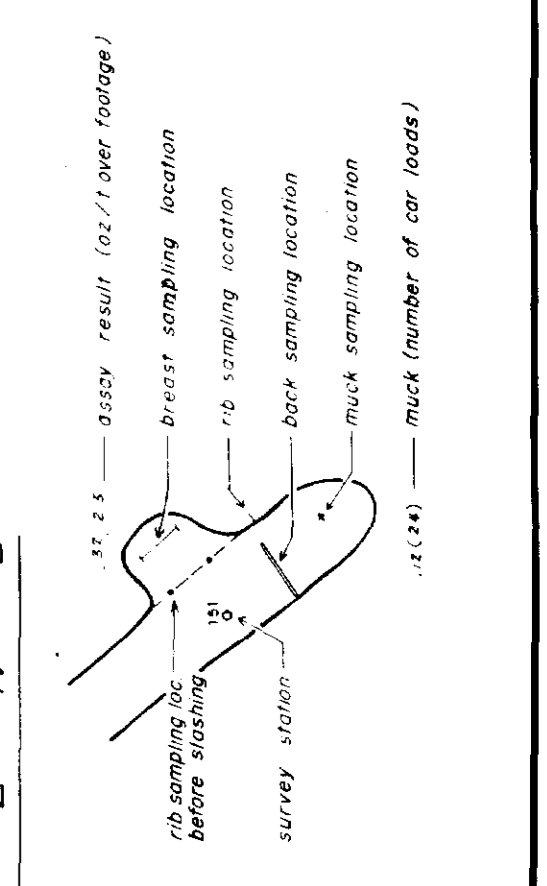 .37, 2.5 — assay result (oz/t over footage)
breast sampling location
rib sampling location
back sampling location
muck sampling location
.12 (24) — muck (number of car loads)
rib sampling loc.
before slashing
151
survey station